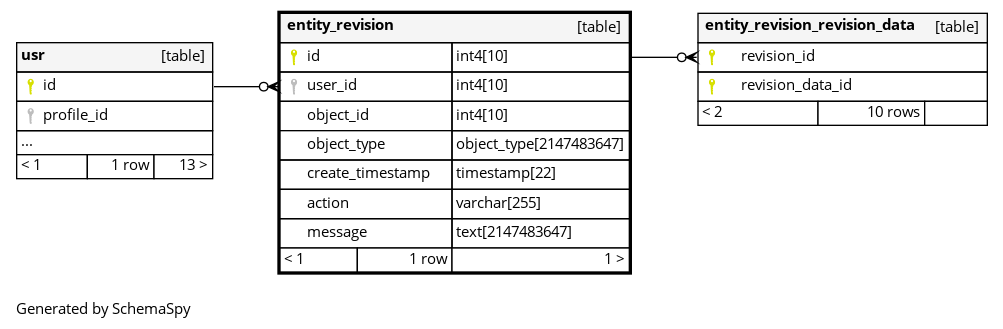 usr [table]
id
profile_id
...
< 1 1 row 13 >
entity_revision [table]
id int4[10]
user_id int4[10]
object_id int4[10]
object_type object_type[2147483647]
create_timestamp timestamp[22]
action varchar[255]
message text[2147483647]
< 1 1 row 1 >
entity_revision_revision_data [table]
revision_id
revision_data_id
< 2 10 rows
Generated by SchemaSpy